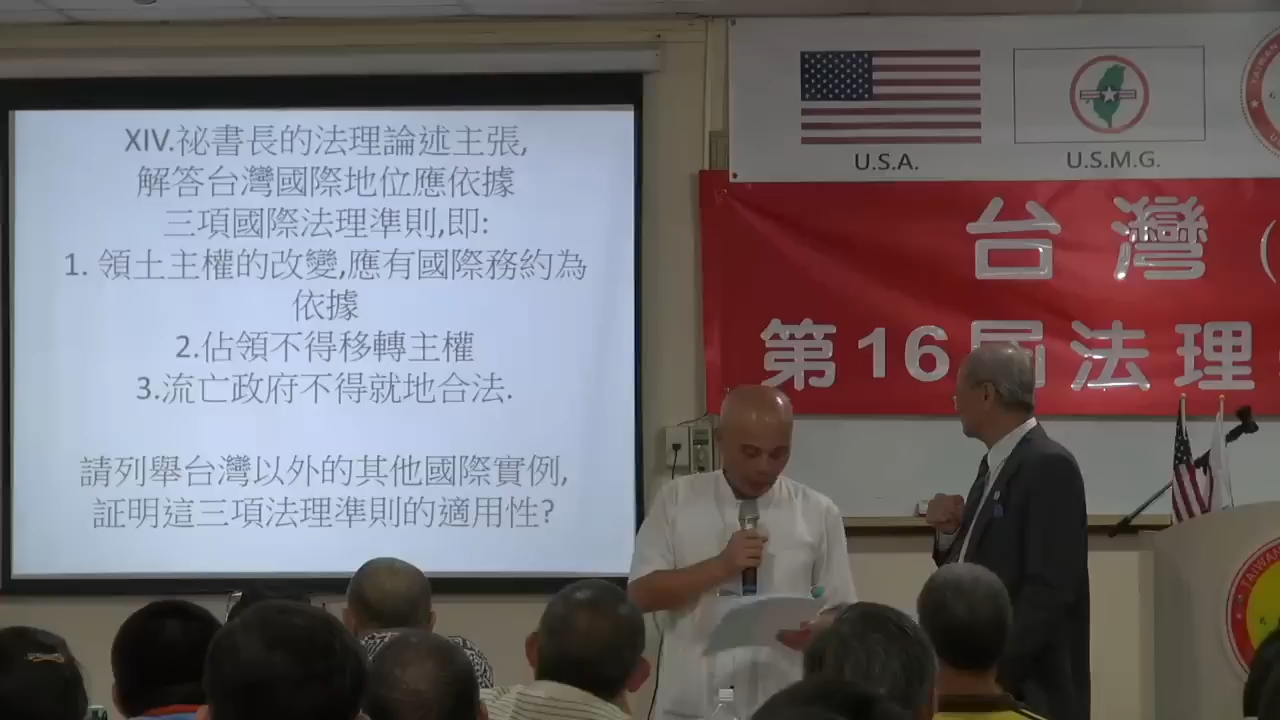 XIV.祕書長的法理論述主張,
解答台灣國際地位應依據
三項國際法理準則,即:
1. 領土主權的改變,應有國際務約為
依據
2.佔領不得移轉主權
3.流亡政府不得就地合法.
請列舉台灣以外的其他國際實例,
証明這三項法理準則的適用性?
U.S.A.
U.S.M.G.
台灣(
第16屆法理
TAIWAN
TAIWAN